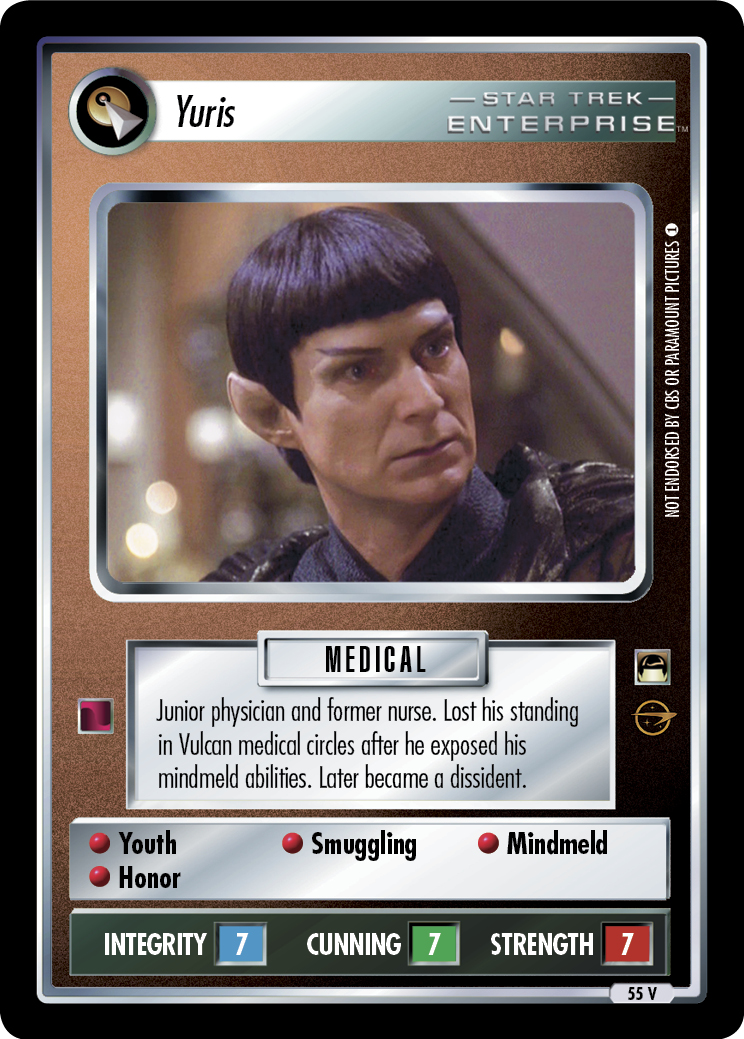 Yuris
STAR TREK
ENTERPRISE™
NOT ENDORSED BY CBS OR PARAMOUNT PICTURES 1
MEDICAL
Junior physician and former nurse. Lost his standing
in Vulcan medical circles after he exposed his
mindmeld abilities. Later became a dissident.
Youth Smuggling Mindmeld
Honor
INTEGRITY 7 CUNNING 7 STRENGTH 7
55 V